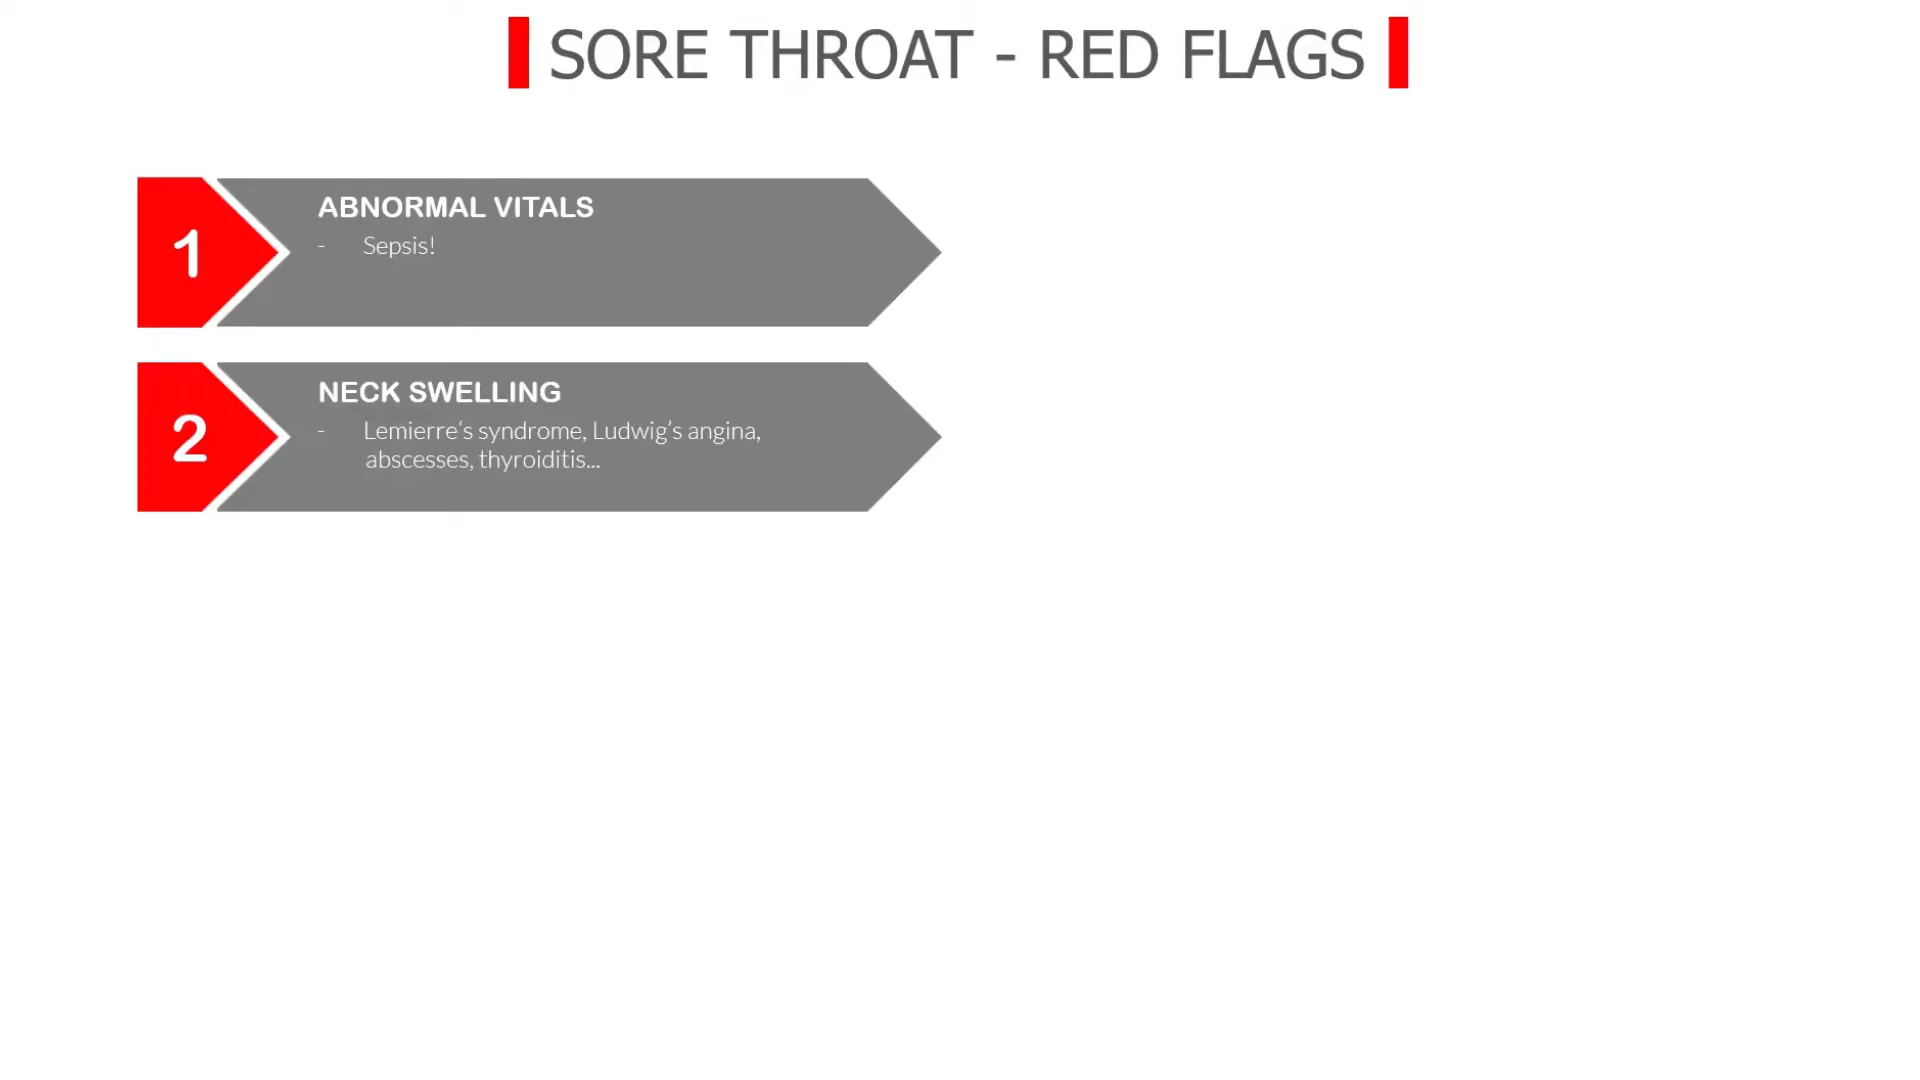 SORE THROAT - RED FLAGS
1
ABNORMAL VITALS
- Sepsis!
2
NECK SWELLING
- Lemierre‘s syndrome, Ludwig’s angina,
abscesses, thyroiditis...